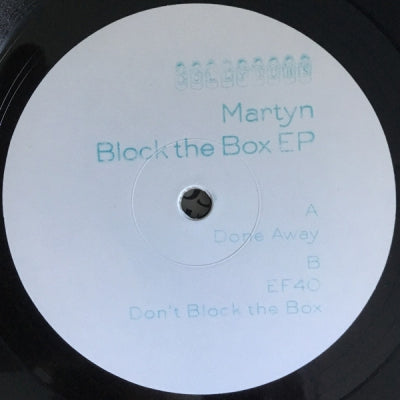 Martyn
Block the Box EP
A
Done Away
B
EF40
Don't Block the Box